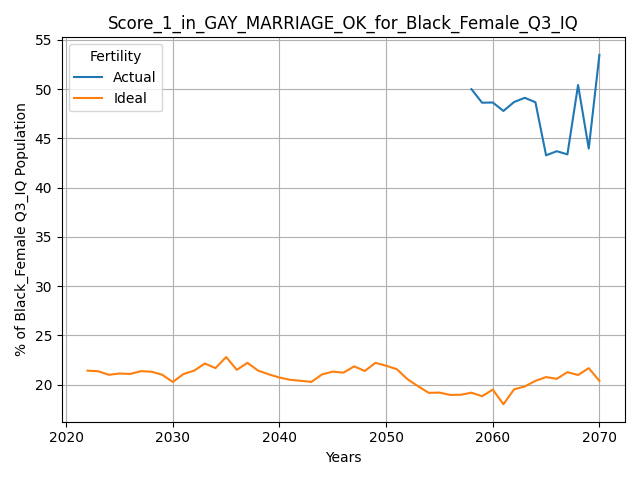 Score_1_in_GAY_MARRIAGE_OK_for_Black_Female_Q3_IQ
Fertility
Actual
Ideal
% of Black_Female Q3_IQ Population
55
50
45
40
35
30
25
20
2020
2030
2040
2050
2060
2070
Years